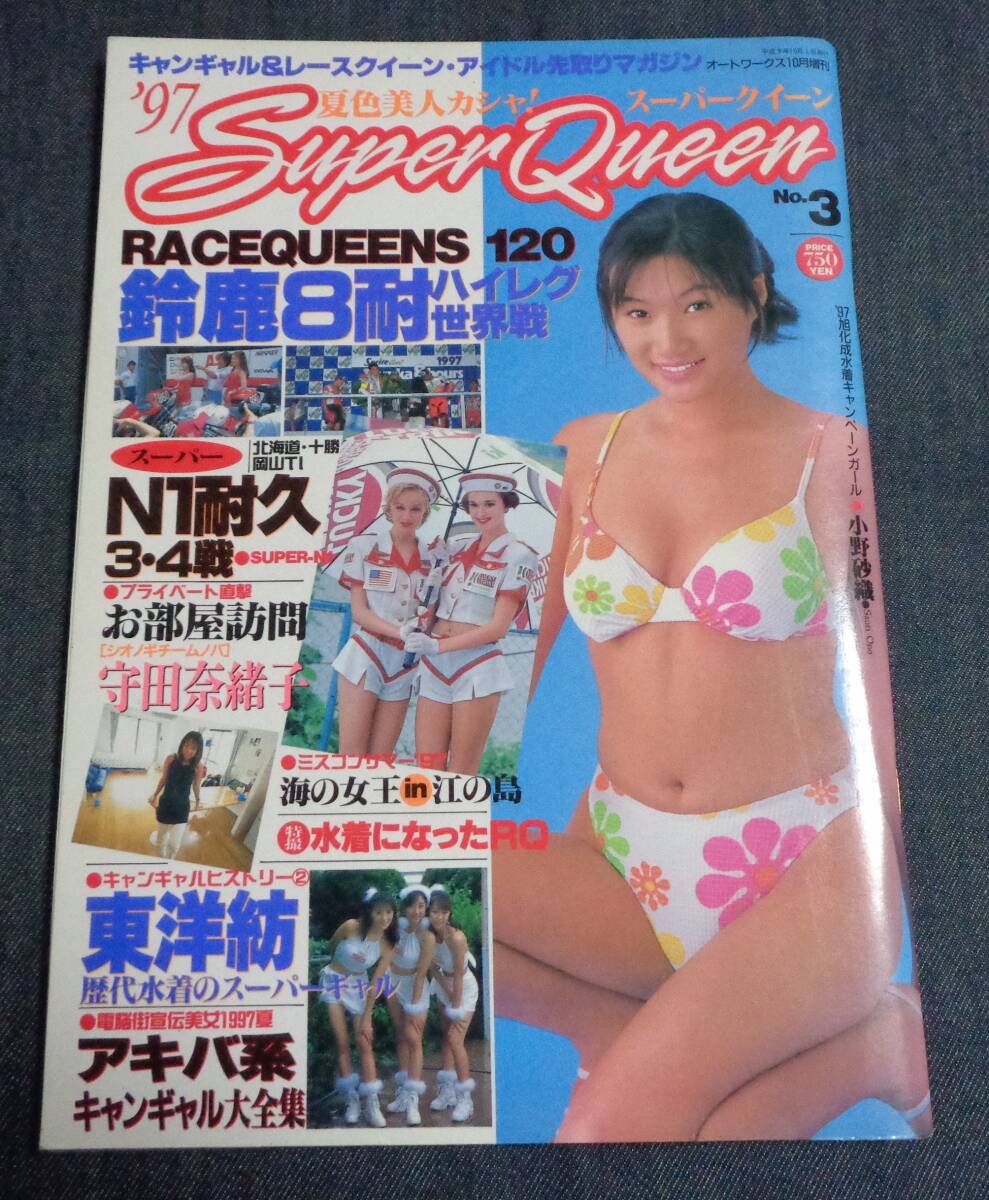 キャンギャル&レースクイーン・アイドル先取りマガジン
オートワークス10月増刊
'97
夏色美人カシャ!
スーパークイーン
Super Queen
No.3
PRICE
750
YEN
RACEQUEENS 120
鈴鹿8耐
ハイレグ
世界戦
1997
スーパー
北海道・十勝
岡山TI
N1耐久
3・4戦
●SUPER-N
●プライベート直撃
お部屋訪問
[シオノギチームノバ]
守田奈緒子
LUCKY
●ミスコンサマー'97
海の女王in江の島
特撮 水着になったRQ
●キャンギャルヒストリー②
東洋紡
歴代水着のスーパーギャル
●電脳街宣伝美女1997夏
アキバ系
キャンギャル大全集
'97旭化成水着キャンペーンガール●小野砂織●Saori Ono